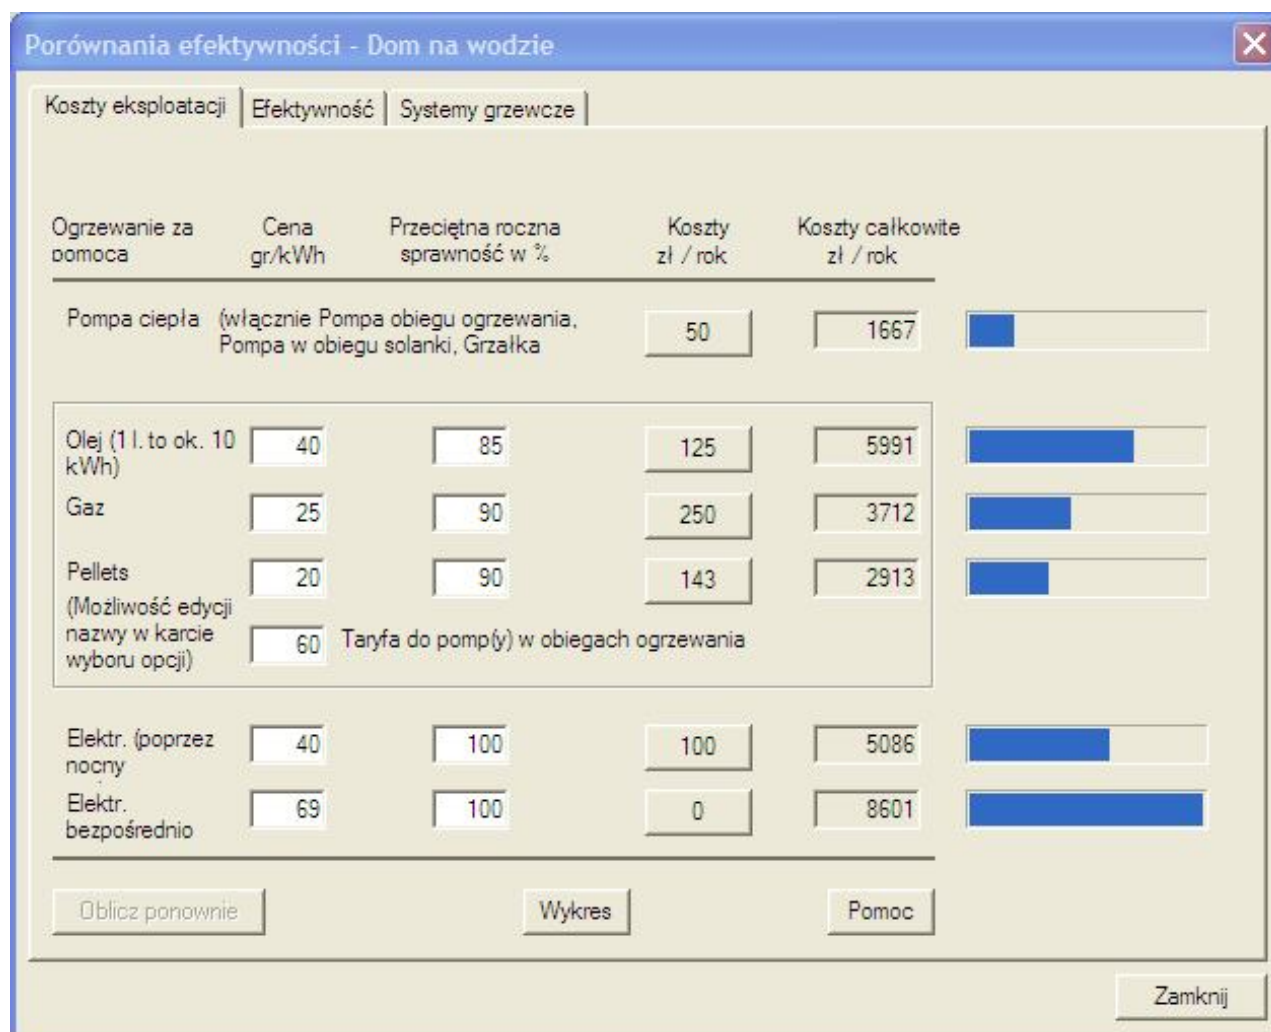 Porównania efektywności - Dom na wodzie
Koszty eksploatacji Efektywność Systemy grzewcze
Ogrzewanie za Cena Przeciętna roczna Koszty Koszty całkowite
pomocą gr/kWh sprawność w % zł / rok zł / rok
Pompa ciepła (włącznie Pompa obiegu ogrzewania, 50 1667
Pompa w obiegu solanki, Grzałka
Olej (1 l. to ok. 10 40 85 125 5991
kWh)
Gaz 25 90 250 3712
Pellets 20 90 143 2913
(Możliwość edycji
nazwy w karcie 60 Taryfa do pomp(y) w obiegach ogrzewania
wyboru opcji)
Elektr. (poprzez 40 100 100 5086
nocny
Elektr. 69 100 0 8601
bezpośrednio
Oblicz ponownie Wykres Pomoc
Zamknij